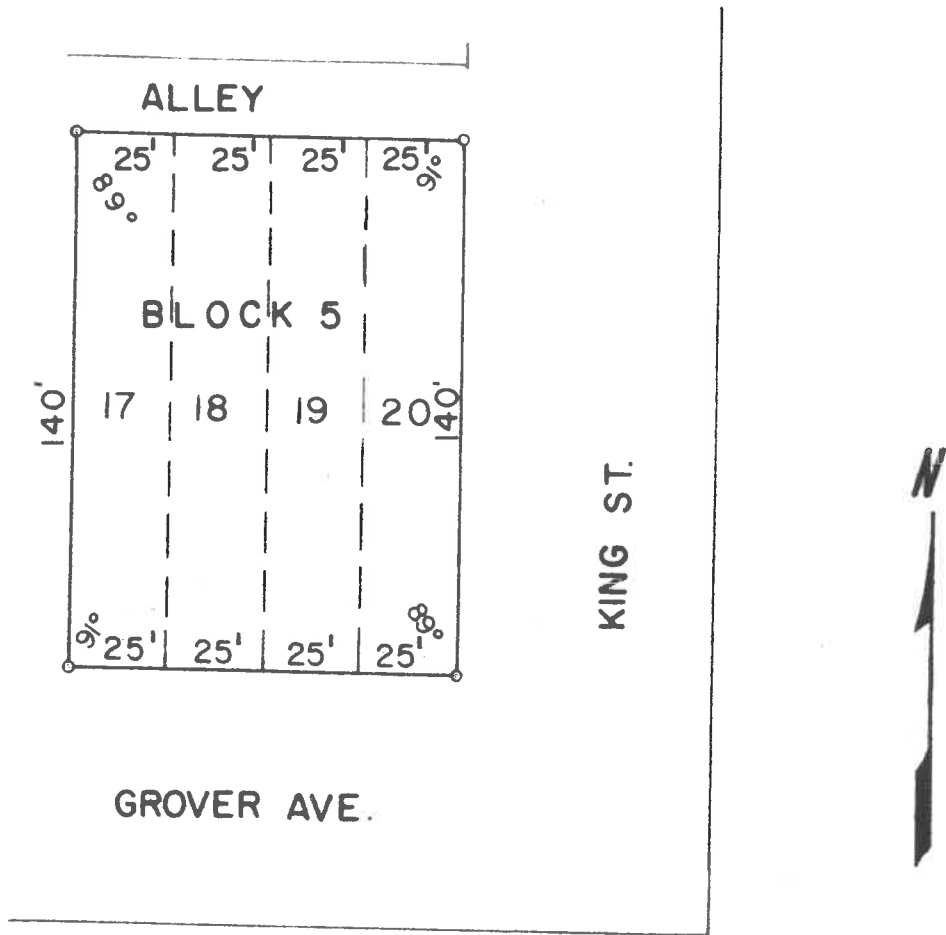 ALLEY
25' 25' 25' 25'
89° 91°
BLOCK 5
140' 17 18 19 20 140'
N
KING ST.
91° 89°
25' 25' 25' 25'
GROVER AVE.